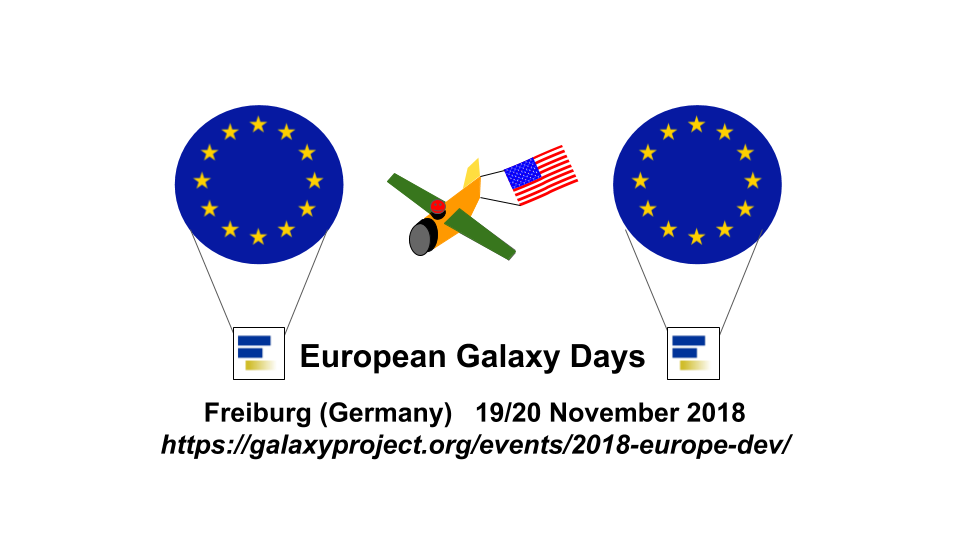 European Galaxy Days
Freiburg (Germany)   19/20 November 2018
https://galaxyproject.org/events/2018-europe-dev/